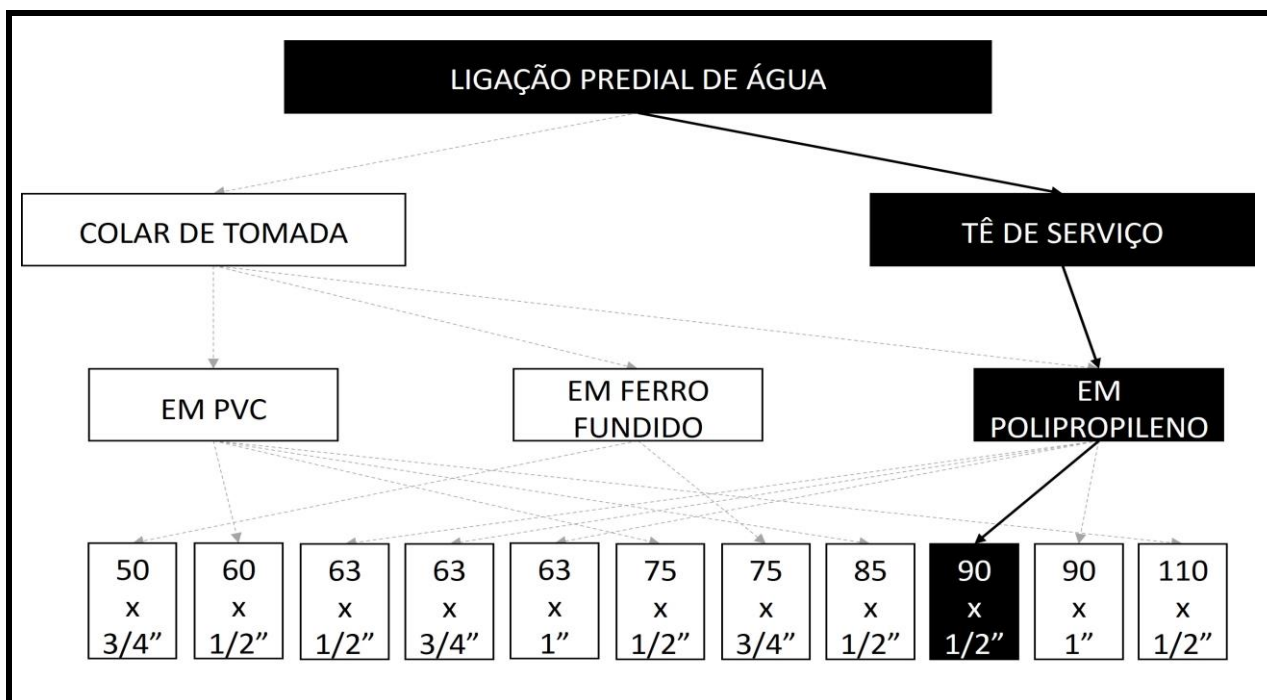 LIGAÇÃO PREDIAL DE ÁGUA
COLAR DE TOMADA
TÊ DE SERVIÇO
EM PVC
EM FERRO
FUNDIDO
EM
POLIPROPILENO
50
x
3/4”
60
x
1/2”
63
x
1/2”
63
x
3/4”
63
x
1”
75
x
1/2”
75
x
3/4”
85
x
1/2”
90
x
1/2”
90
x
1”
110
x
1/2”